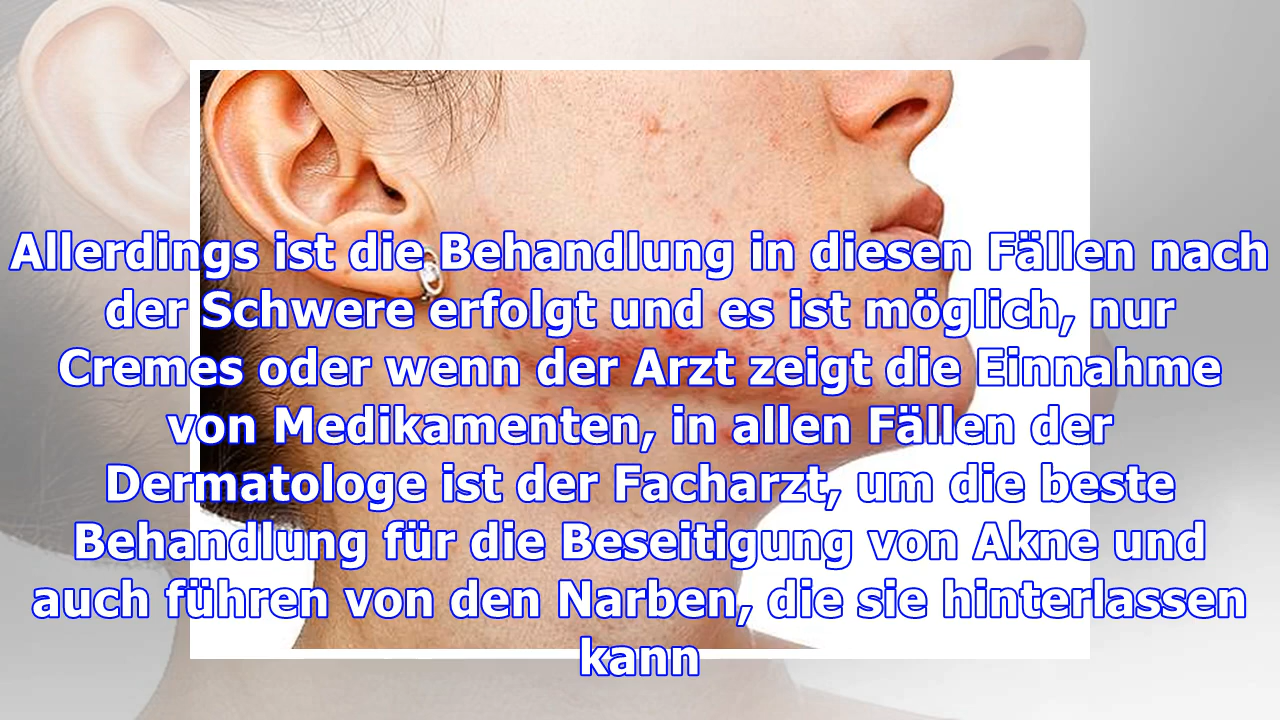 Allerdings ist die Behandlung in diesen Fällen nach
der Schwere erfolgt und es ist möglich, nur
Cremes oder wenn der Arzt zeigt die Einnahme
von Medikamenten, in allen Fällen der
Dermatologe ist der Facharzt, um die beste
Behandlung für die Beseitigung von Akne und
auch führen von den Narben, die sie hinterlassen
kann